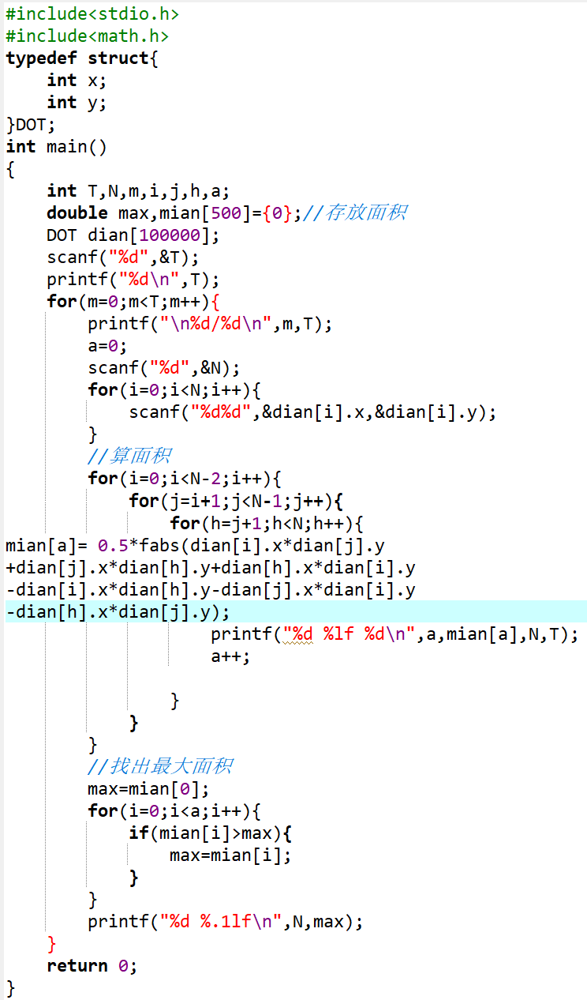 #include<stdio.h>
#include<math.h>
typedef struct{
    int x;
    int y;
}DOT;
int main()
{
    int T,N,m,i,j,h,a;
    double max,mian[500]={0};//存放面积
    DOT dian[100000];
    scanf("%d",&T);
    printf("%d\n",T);
    for(m=0;m<T;m++){
        printf("\n%d/%d\n",m,T);
        a=0;
        scanf("%d",&N);
        for(i=0;i<N;i++){
            scanf("%d%d",&dian[i].x,&dian[i].y);
        }
        //算面积
        for(i=0;i<N-2;i++){
            for(j=i+1;j<N-1;j++){
                for(h=j+1;h<N;h++){
mian[a]= 0.5*fabs(dian[i].x*dian[j].y
+dian[j].x*dian[h].y+dian[h].x*dian[i].y
-dian[i].x*dian[h].y-dian[j].x*dian[i].y
-dian[h].x*dian[j].y);
                    printf("%d %lf %d\n",a,mian[a],N,T);
                    a++;

                }
            }
        }
        //找出最大面积
        max=mian[0];
        for(i=0;i<a;i++){
            if(mian[i]>max){
                max=mian[i];
            }
        }
        printf("%d %.1lf\n",N,max);
    }
    return 0;
}